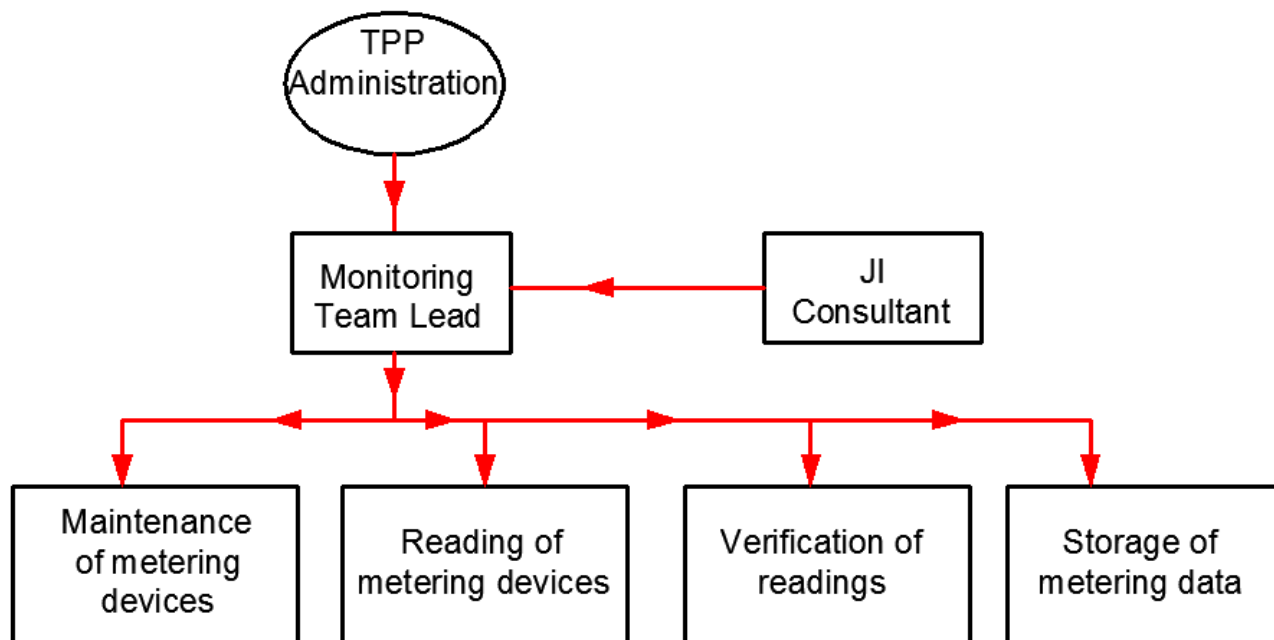 TPP
Administration
Monitoring
Team Lead
JI
Consultant
Maintenance
of metering
devices
Reading of
metering devices
Verification of
readings
Storage of
metering data